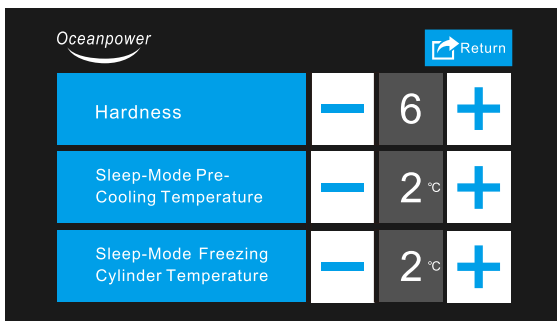 Oceanpower
Return
Hardness
6
Sleep-Mode Pre-
Cooling Temperature
2 ℃
Sleep-Mode Freezing
Cylinder Temperature
2 ℃